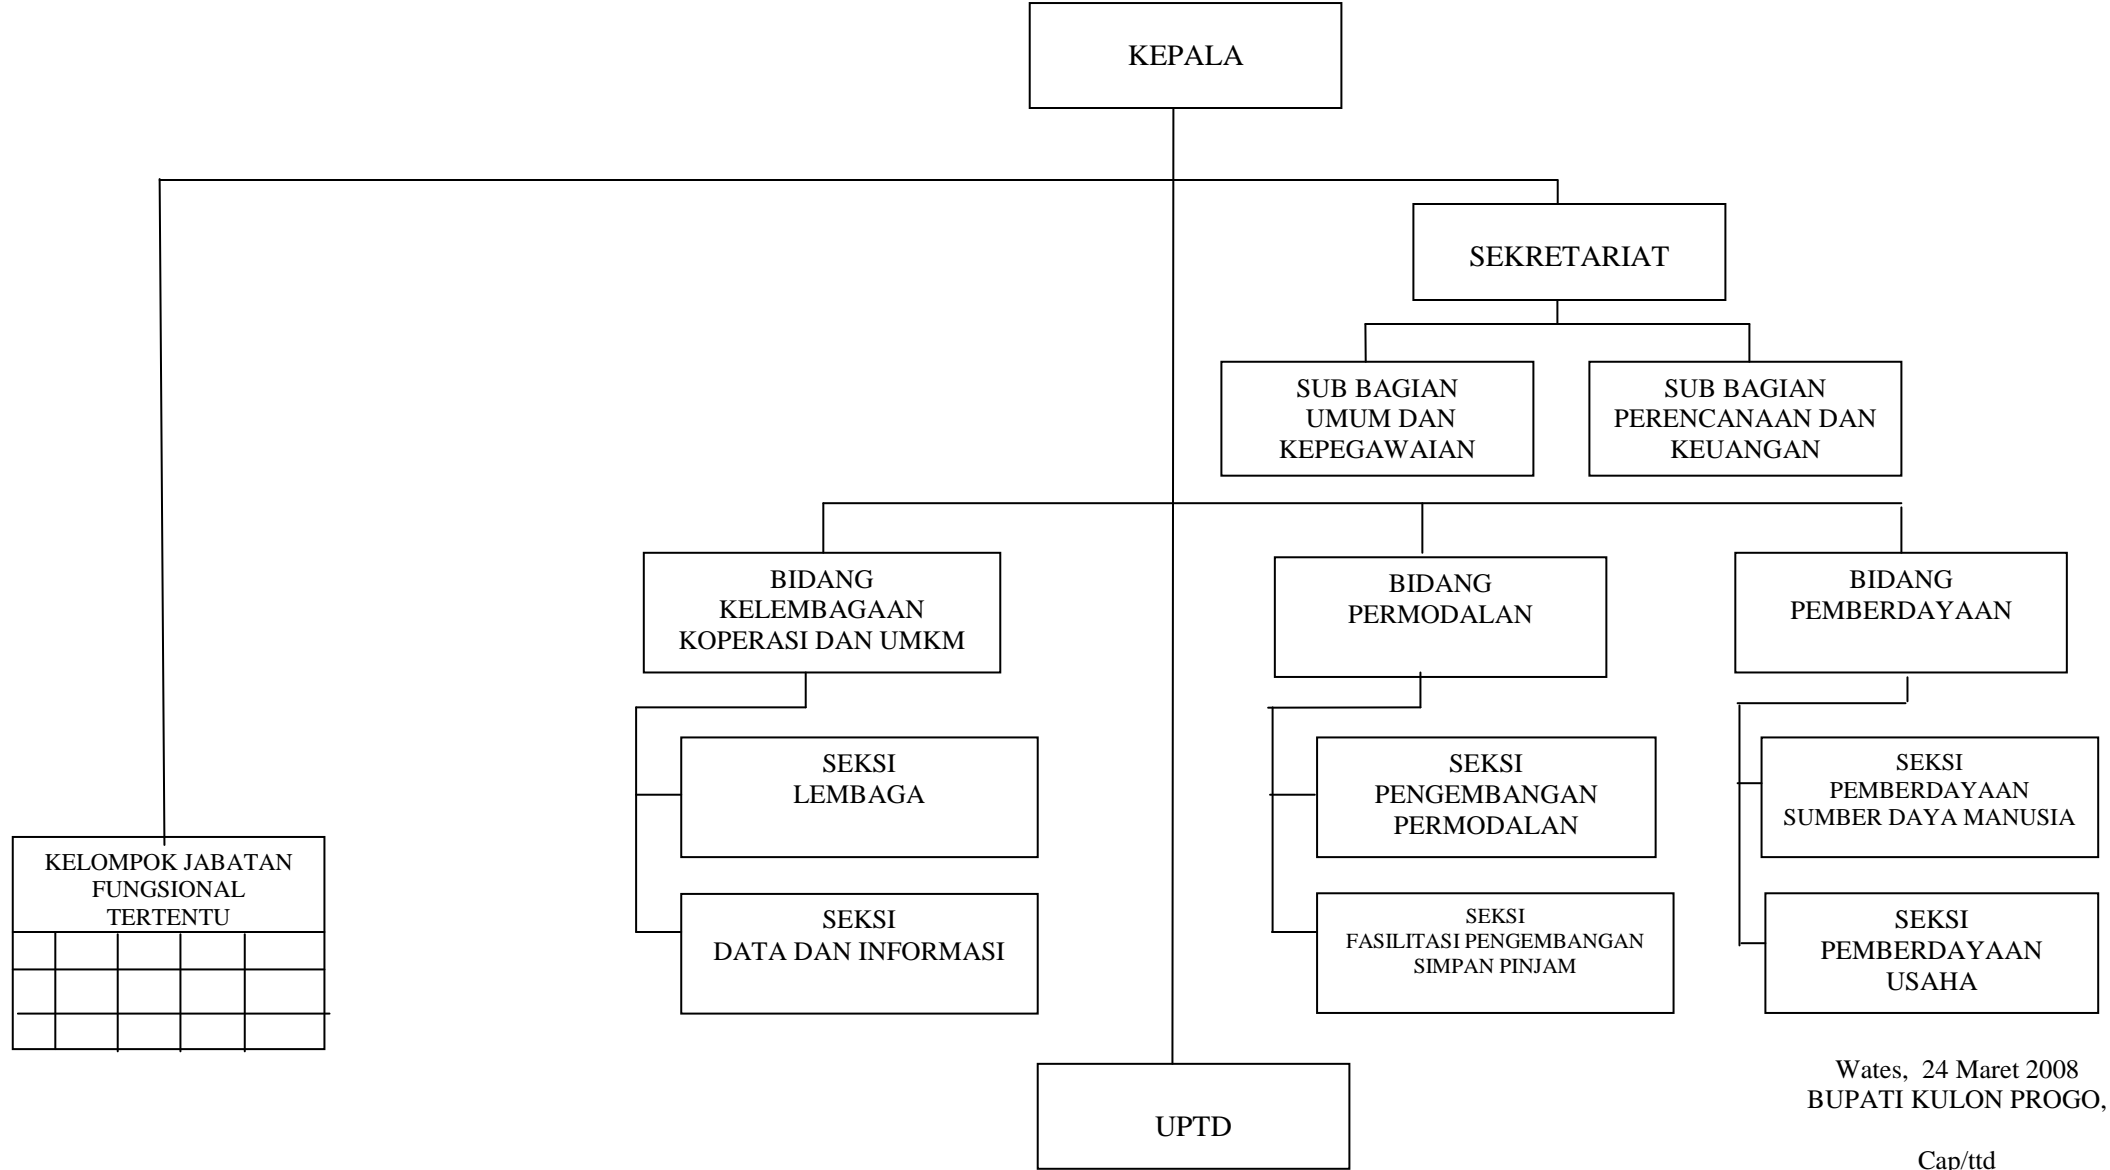 KEPALA
SEKRETARIAT
SUB BAGIAN
UMUM DAN
KEPEGAWAIAN
SUB BAGIAN
PERENCANAAN DAN
KEUANGAN
BIDANG
KELEMBAGAAN
KOPERASI DAN UMKM
BIDANG
PERMODALAN
BIDANG
PEMBERDAYAAN
SEKSI
LEMBAGA
SEKSI
PENGEMBANGAN
PERMODALAN
SEKSI
PEMBERDAYAAN
SUMBER DAYA MANUSIA
KELOMPOK JABATAN
FUNGSIONAL
TERTENTU
SEKSI
DATA DAN INFORMASI
SEKSI
FASILITASI PENGEMBANGAN
SIMPAN PINJAM
SEKSI
PEMBERDAYAAN
USAHA
UPTD
Wates, 24 Maret 2008
BUPATI KULON PROGO,
Cap/ttd